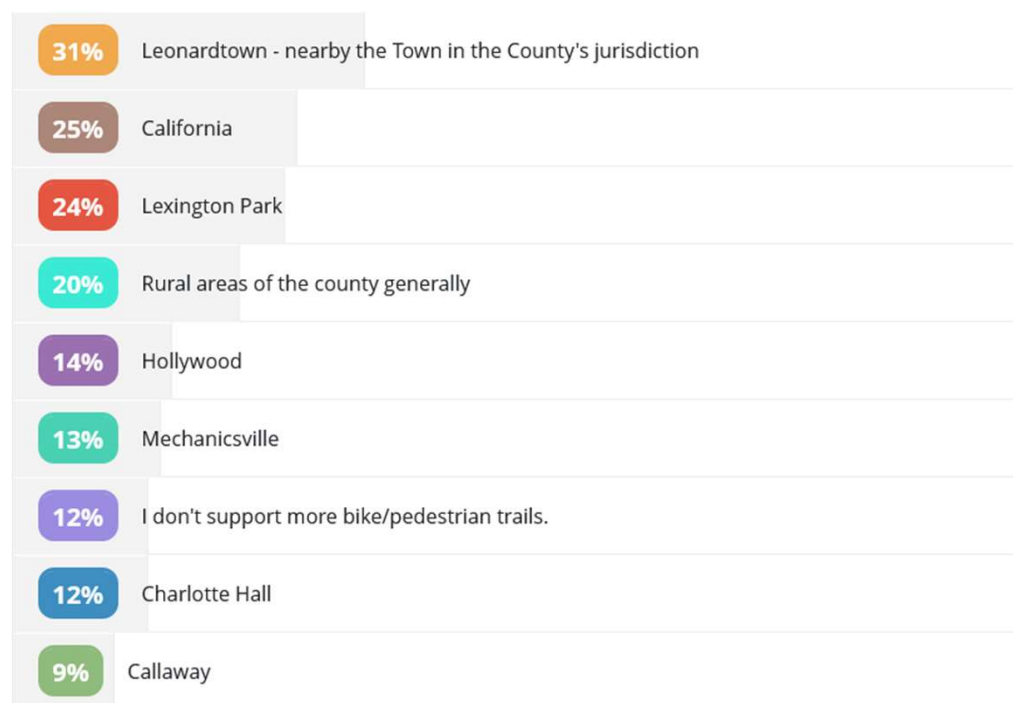 31% Leonardtown - nearby the Town in the County's jurisdiction
25% California
24% Lexington Park
20% Rural areas of the county generally
14% Hollywood
13% Mechanicsville
12% I don't support more bike/pedestrian trails.
12% Charlotte Hall
9% Callaway